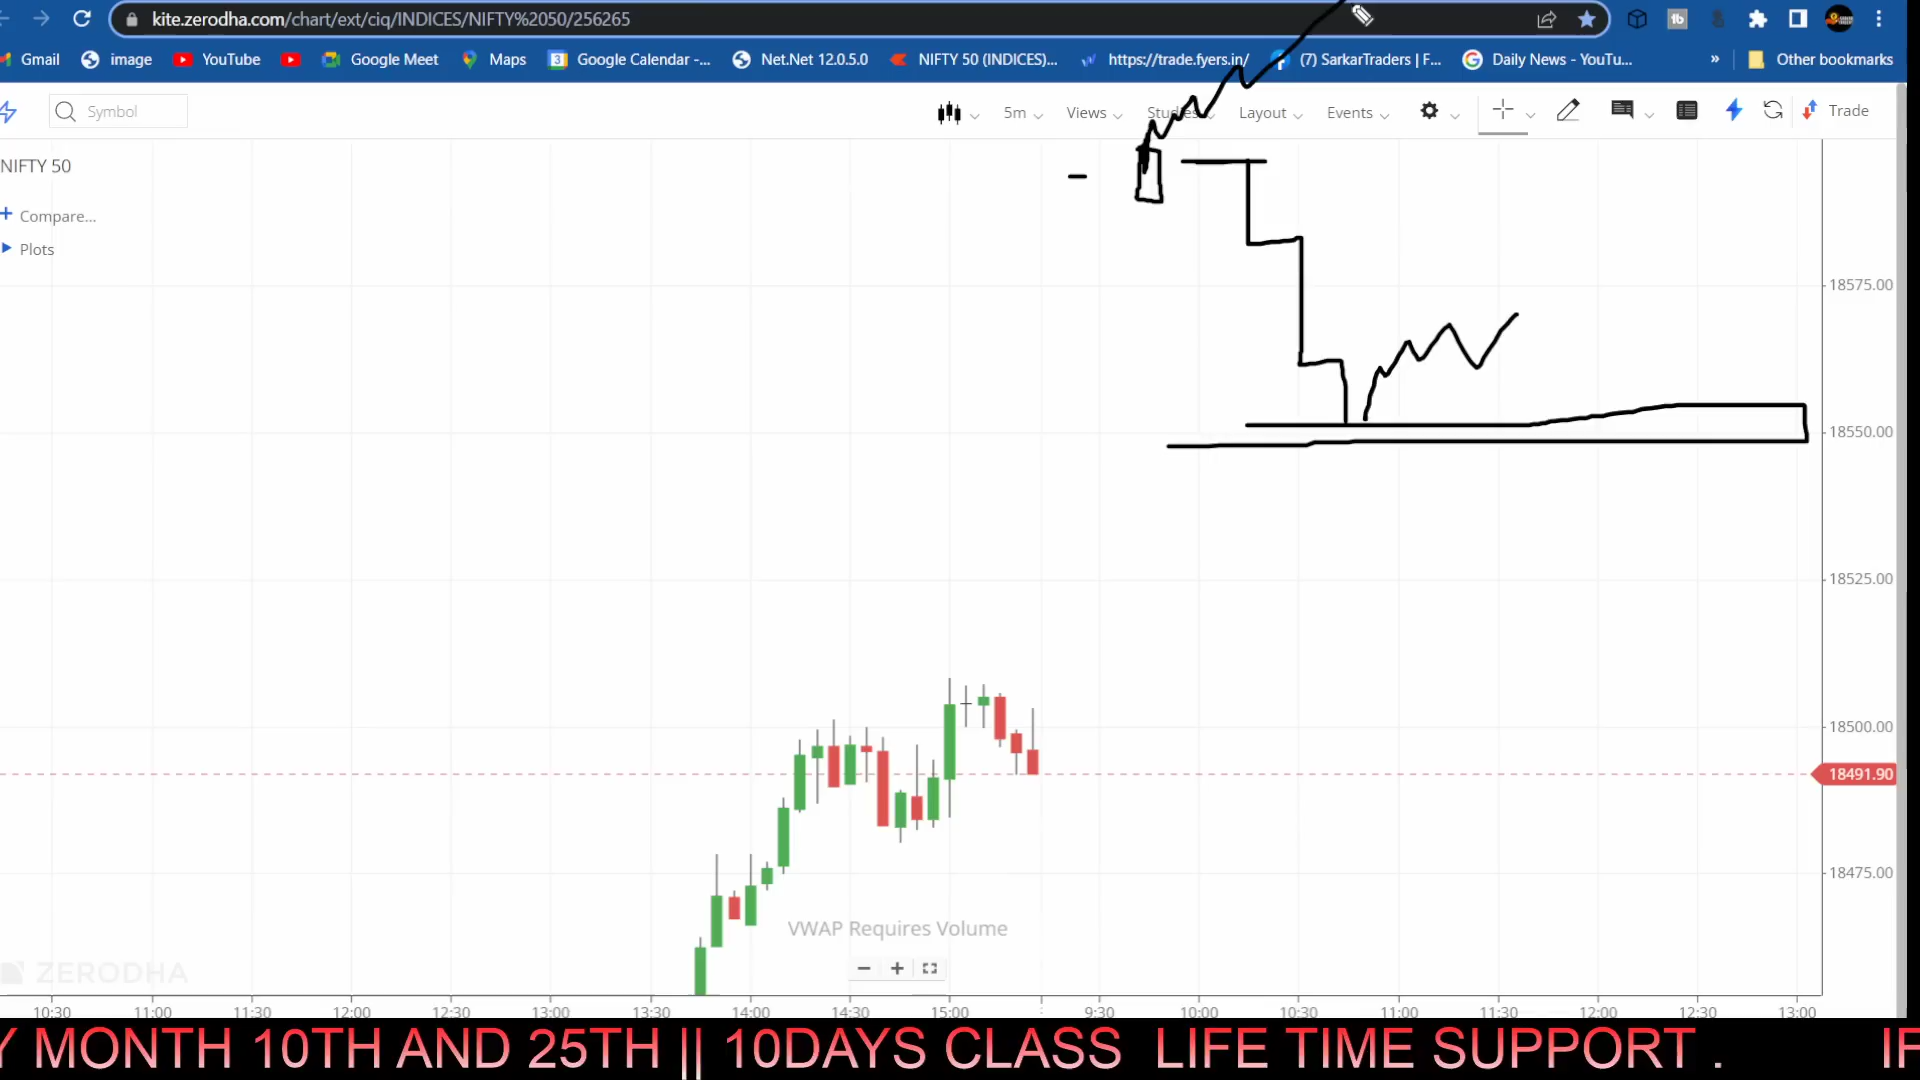 kite.zerodha.com/chart/ext/ciq/INDICES/NIFTY%2050/256265
Gmail image YouTube Google Meet Maps Google Calendar -... Net.Net 12.0.5.0 NIFTY 50 (INDICES)... https://trade.fyers.in/ (7) SarkarTraders | F... Daily News - YouTu... » Other bookmarks
Symbol 5m Views Studies Layout Events Trade
NIFTY 50
+ Compare...
Plots
18575.00
18550.00
18525.00
18500.00
18491.90
18475.00
VWAP Requires Volume
ZERODHA
10:30 11:00 11:30 12:00 12:30 13:00 13:30 14:00 14:30 15:00 9:30 10:00 10:30 11:00 11:30 12:00 12:30 13:00
Y MONTH 10TH AND 25TH || 10DAYS CLASS LIFE TIME SUPPORT . IF